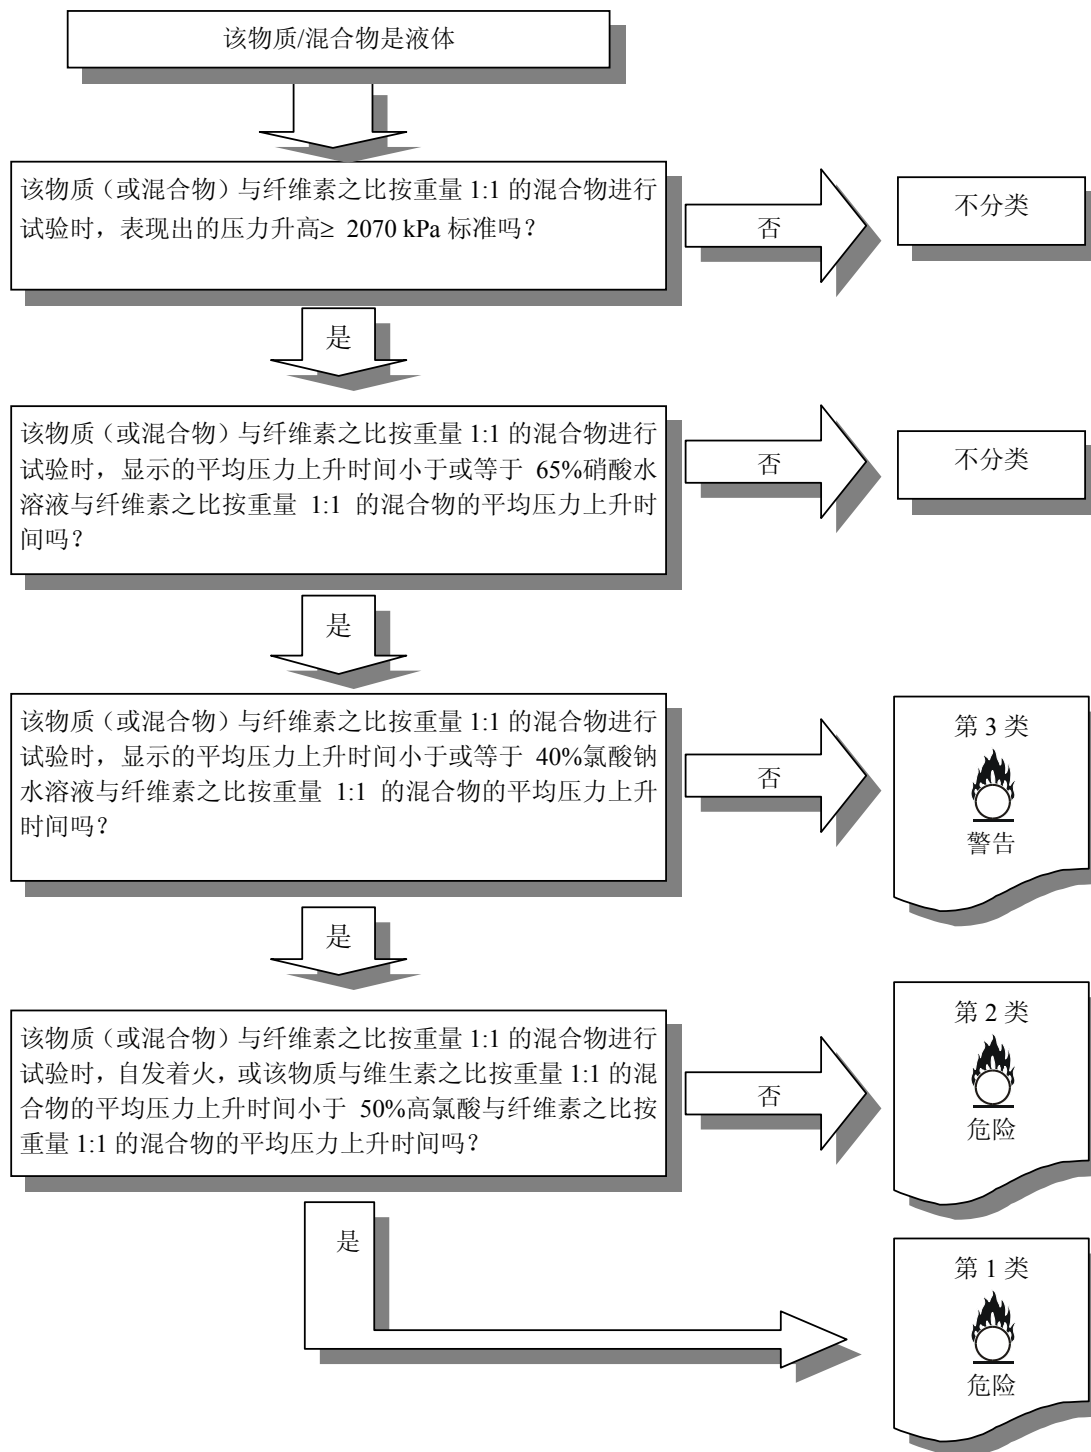 该物质/混合物是液体
该物质（或混合物）与纤维素之比按重量 1:1 的混合物进行
试验时，表现出的压力升高≥ 2070 kPa 标准吗？
否
不分类
是
该物质（或混合物）与纤维素之比按重量 1:1 的混合物进行
试验时，显示的平均压力上升时间小于或等于 65%硝酸水
溶液与纤维素之比按重量 1:1 的混合物的平均压力上升时
间吗？
否
不分类
是
该物质（或混合物）与纤维素之比按重量 1:1 的混合物进行
试验时，显示的平均压力上升时间小于或等于 40%氯酸钠
水溶液与纤维素之比按重量 1:1 的混合物的平均压力上升
时间吗？
否
第 3 类
警告
是
该物质（或混合物）与纤维素之比按重量 1:1 的混合物进行
试验时，自发着火，或该物质与维生素之比按重量 1:1 的混
合物的平均压力上升时间小于 50%高氯酸与纤维素之比按
重量 1:1 的混合物的平均压力上升时间吗？
否
第 2 类
危险
是
第 1 类
危险